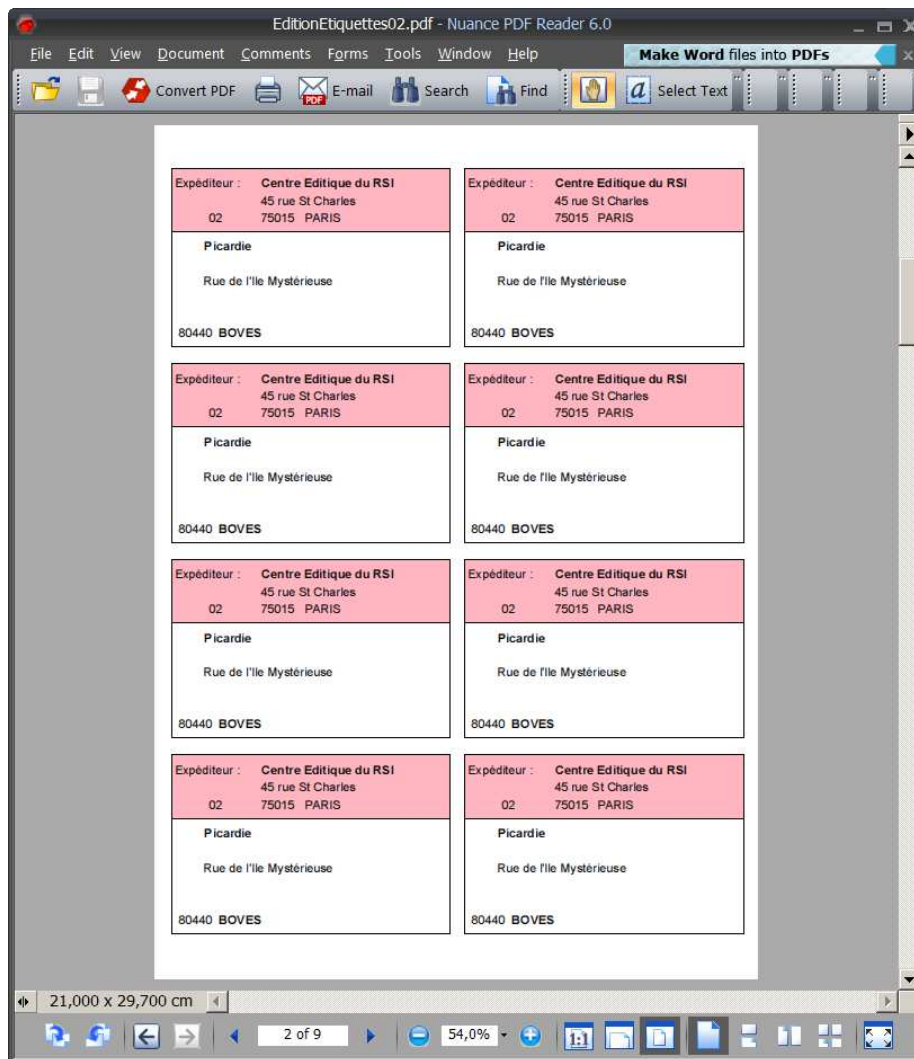 EditionEtiquettes02.pdf - Nuance PDF Reader 6.0
File Edit View Document Comments Forms Tools Window Help Make Word files into PDFs
Convert PDF PDF E-mail Search Find a Select Text
Expéditeur : Centre Editique du RSI
45 rue St Charles
02 75015 PARIS
Picardie
Rue de l'Ile Mystérieuse
80440 BOVES
Expéditeur : Centre Editique du RSI
45 rue St Charles
02 75015 PARIS
Picardie
Rue de l'Ile Mystérieuse
80440 BOVES
Expéditeur : Centre Editique du RSI
45 rue St Charles
02 75015 PARIS
Picardie
Rue de l'Ile Mystérieuse
80440 BOVES
Expéditeur : Centre Editique du RSI
45 rue St Charles
02 75015 PARIS
Picardie
Rue de l'Ile Mystérieuse
80440 BOVES
Expéditeur : Centre Editique du RSI
45 rue St Charles
02 75015 PARIS
Picardie
Rue de l'Ile Mystérieuse
80440 BOVES
Expéditeur : Centre Editique du RSI
45 rue St Charles
02 75015 PARIS
Picardie
Rue de l'Ile Mystérieuse
80440 BOVES
Expéditeur : Centre Editique du RSI
45 rue St Charles
02 75015 PARIS
Picardie
Rue de l'Ile Mystérieuse
80440 BOVES
Expéditeur : Centre Editique du RSI
45 rue St Charles
02 75015 PARIS
Picardie
Rue de l'Ile Mystérieuse
80440 BOVES
21,000 x 29,700 cm
2 of 9 54,0% 1:1